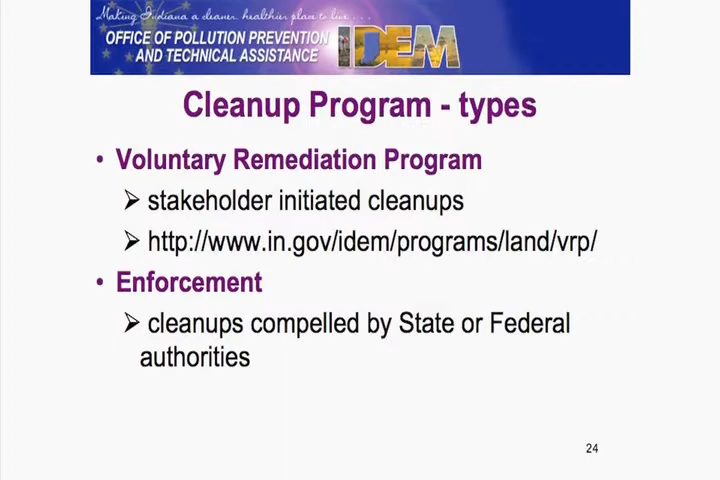 Making Indiana a cleaner, healthier place to live . . .
OFFICE OF POLLUTION PREVENTION
AND TECHNICAL ASSISTANCE
IDEM
Cleanup Program - types
• Voluntary Remediation Program
➢ stakeholder initiated cleanups
➢ http://www.in.gov/idem/programs/land/vrp/
• Enforcement
➢ cleanups compelled by State or Federal
authorities
24